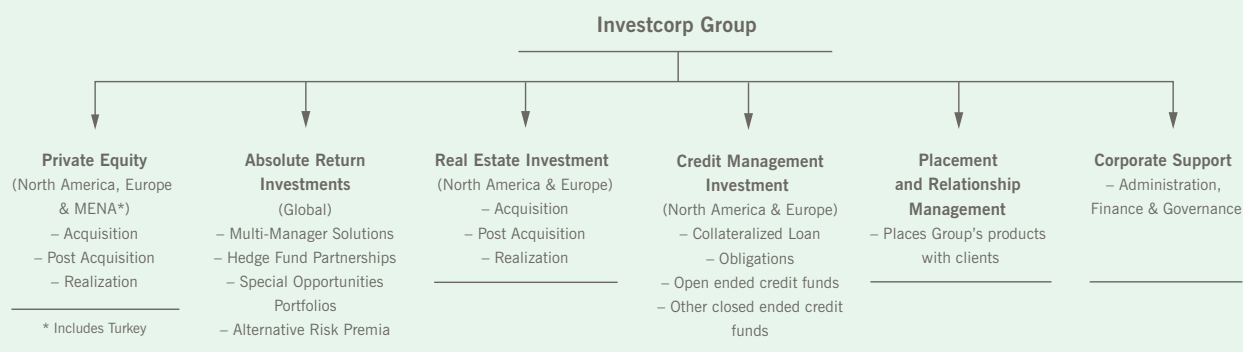 Investcorp Group
Private Equity
(North America, Europe
& MENA*)
– Acquisition
– Post Acquisition
– Realization
* Includes Turkey
Absolute Return
Investments
(Global)
– Multi-Manager Solutions
– Hedge Fund Partnerships
– Special Opportunities
Portfolios
– Alternative Risk Premia
Real Estate Investment
(North America & Europe)
– Acquisition
– Post Acquisition
– Realization
Credit Management
Investment
(North America & Europe)
– Collateralized Loan
– Obligations
– Open ended credit funds
– Other closed ended credit
funds
Placement
and Relationship
Management
– Places Group's products
with clients
Corporate Support
– Administration,
Finance & Governance